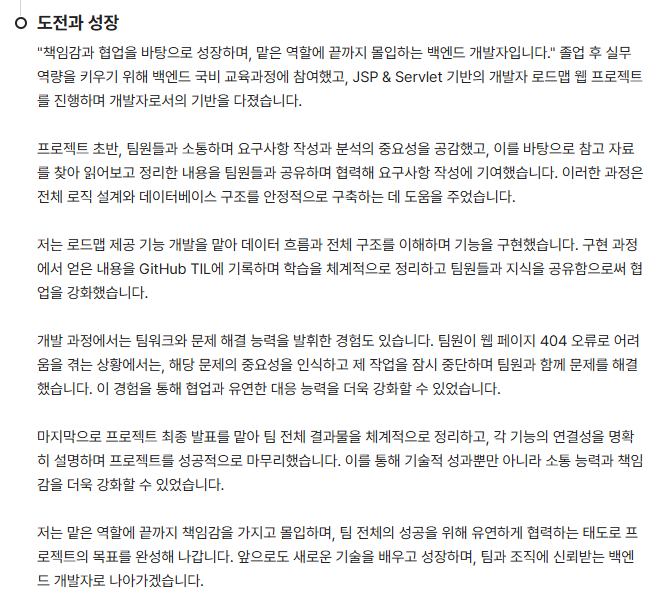 도전과 성장
"책임감과 협업을 바탕으로 성장하며, 맡은 역할에 끝까지 몰입하는 백엔드 개발자입니다." 졸업 후 실무
역량을 키우기 위해 백엔드 국비 교육과정에 참여했고, JSP & Servlet 기반의 개발자 로드맵 웹 프로젝트
를 진행하며 개발자로서의 기반을 다졌습니다.
프로젝트 초반, 팀원들과 소통하며 요구사항 작성과 분석의 중요성을 공감했고, 이를 바탕으로 참고 자료
를 찾아 읽어보고 정리한 내용을 팀원들과 공유하며 협력해 요구사항 작성에 기여했습니다. 이러한 과정은
전체 로직 설계와 데이터베이스 구조를 안정적으로 구축하는 데 도움을 주었습니다.
저는 로드맵 제공 기능 개발을 맡아 데이터 흐름과 전체 구조를 이해하며 기능을 구현했습니다. 구현 과정
에서 얻은 내용을 GitHub TIL에 기록하며 학습을 체계적으로 정리하고 팀원들과 지식을 공유함으로써 협
업을 강화했습니다.
개발 과정에서는 팀워크와 문제 해결 능력을 발휘한 경험도 있습니다. 팀원이 웹 페이지 404 오류로 어려
움을 겪는 상황에서는, 해당 문제의 중요성을 인식하고 제 작업을 잠시 중단하며 팀원과 함께 문제를 해결
했습니다. 이 경험을 통해 협업과 유연한 대응 능력을 더욱 강화할 수 있었습니다.
마지막으로 프로젝트 최종 발표를 맡아 팀 전체 결과물을 체계적으로 정리하고, 각 기능의 연결성을 명확
히 설명하며 프로젝트를 성공적으로 마무리했습니다. 이를 통해 기술적 성과뿐만 아니라 소통 능력과 책임
감을 더욱 강화할 수 있었습니다.
저는 맡은 역할에 끝까지 책임감을 가지고 몰입하며, 팀 전체의 성공을 위해 유연하게 협력하는 태도로 프
로젝트의 목표를 완성해 나갑니다. 앞으로도 새로운 기술을 배우고 성장하며, 팀과 조직에 신뢰받는 백엔
드 개발자로 나아가겠습니다.